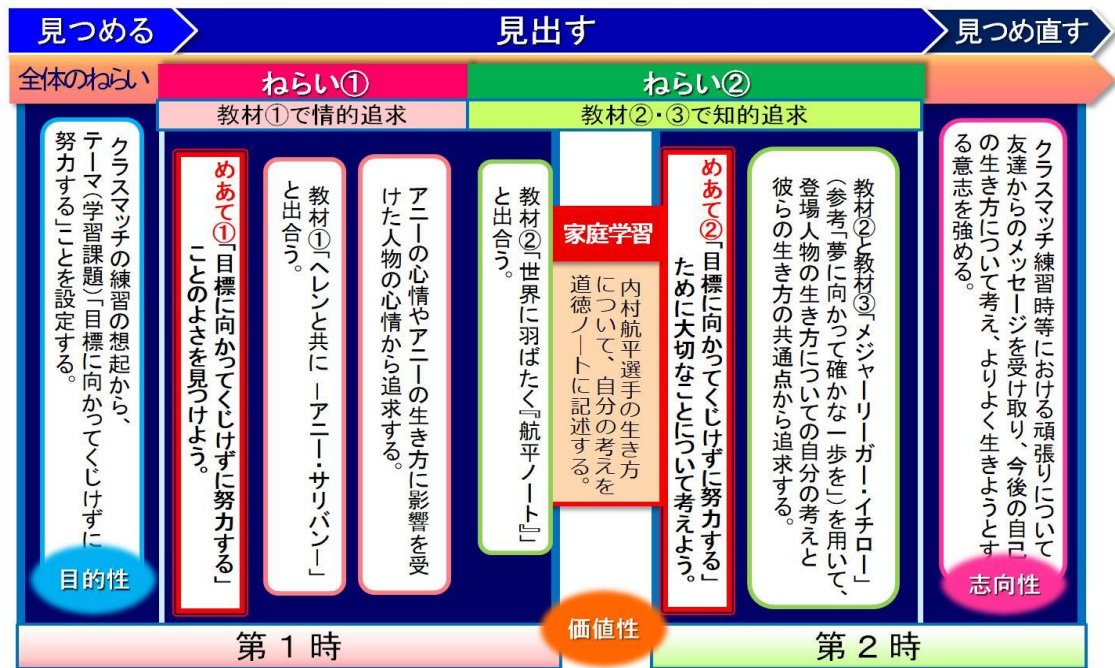 見つめる
見出す
見つめ直す
全体のねらい
ねらい①
ねらい②
教材①で情的追求
教材②・③で知的追求
クラスマッチの練習の想起から、
テーマ(学習課題)「目標に向かってくじけずに
努力する」ことを設定する。
目的性
めあて①「目標に向かってくじけずに努力する」
ことのよさを見つけよう。
教材①「ヘレンと共に ―アニー・サリバン―」
と出合う。
アニーの心情やアニーの生き方に影響を受
けた人物の心情から追求する。
教材②「世界に羽ばたく『航平ノート』」
と出合う。
家庭学習
内村航平選手の生き方
について、自分の考えを
道徳ノートに記述する。
価値性
めあて②「目標に向かってくじけずに努力する」
ために大切なことについて考えよう。
教材②と教材③「メジャーリーガー・イチロー」
(参考「夢に向かって確かな一歩を」)を用いて、
登場人物の生き方についての自分の考えと
彼らの生き方の共通点から追求する。
クラスマッチ練習時等における頑張りについて
友達からのメッセージを受け取り、今後の自己
の生き方について考え、よりよく生きようとす
る意志を強める。
志向性
第1時
第2時